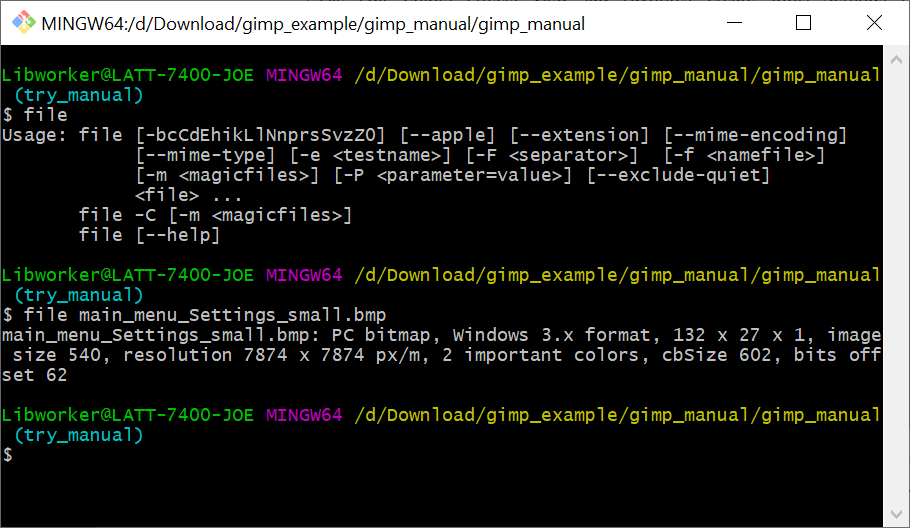 MINGW64:/d/Download/gimp_example/gimp_manual/gimp_manual
Libworker@LATT-7400-JOE MINGW64 /d/Download/gimp_example/gimp_manual/gimp_manual
(try_manual)
$ file
Usage: file [-bcCdEhikLlNnprsSvzZ0] [--apple] [--extension] [--mime-encoding]
[--mime-type] [-e <testname>] [-F <separator>]  [-f <namefile>]
[-m <magicfiles>] [-P <parameter=value>] [--exclude-quiet]
<file> ...
file -C [-m <magicfiles>]
file [--help]
Libworker@LATT-7400-JOE MINGW64 /d/Download/gimp_example/gimp_manual/gimp_manual
(try_manual)
$ file main_menu_Settings_small.bmp
main_menu_Settings_small.bmp: PC bitmap, Windows 3.x format, 132 x 27 x 1, image
size 540, resolution 7874 x 7874 px/m, 2 important colors, cbSize 602, bits off
set 62
Libworker@LATT-7400-JOE MINGW64 /d/Download/gimp_example/gimp_manual/gimp_manual
(try_manual)
$